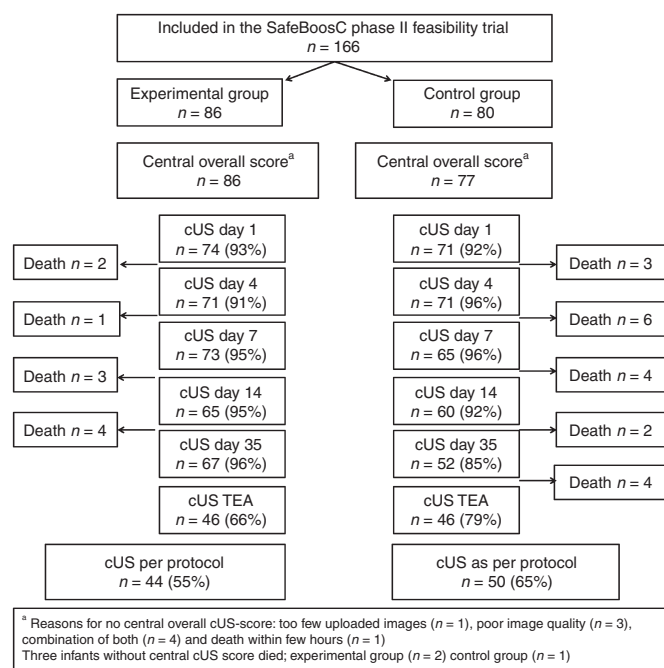 Included in the SafeBoosC phase II feasibility trial
n = 166
Experimental group
n = 86
Control group
n = 80
Central overall scoreᵃ
n = 86
Central overall scoreᵃ
n = 77
cUS day 1
n = 74 (93%)
cUS day 1
n = 71 (92%)
Death n = 2
Death n = 3
cUS day 4
n = 71 (91%)
cUS day 4
n = 71 (96%)
Death n = 1
Death n = 6
cUS day 7
n = 73 (95%)
cUS day 7
n = 65 (96%)
Death n = 3
Death n = 4
cUS day 14
n = 65 (95%)
cUS day 14
n = 60 (92%)
Death n = 4
Death n = 2
cUS day 35
n = 67 (96%)
cUS day 35
n = 52 (85%)
Death n = 4
cUS TEA
n = 46 (66%)
cUS TEA
n = 46 (79%)
cUS per protocol
n = 44 (55%)
cUS as per protocol
n = 50 (65%)
ᵃ Reasons for no central overall cUS-score: too few uploaded images (n = 1), poor image quality (n = 3),
combination of both (n = 4) and death within few hours (n = 1)
Three infants without central cUS score died; experimental group (n = 2) control group (n = 1)